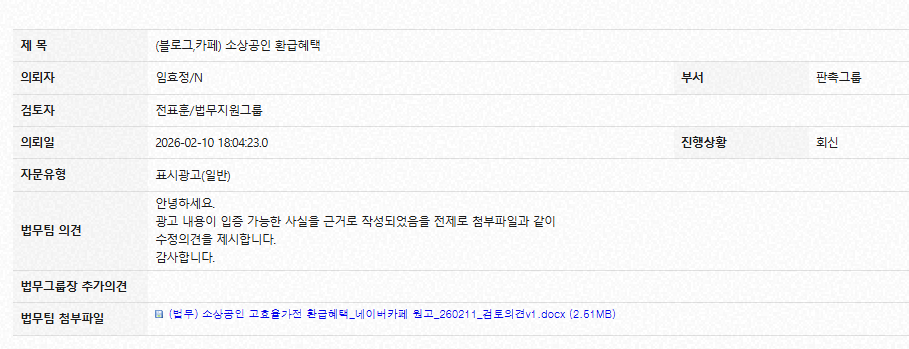 제 목 (블로그,카페) 소상공인 환급혜택
의뢰자 임효정/N 부서 판촉그룹
검토자 전표훈/법무지원그룹
의뢰일 2026-02-10 18:04:23.0 진행상황 회신
자문유형 표시광고(일반)
법무팀 의견 안녕하세요.
광고 내용이 입증 가능한 사실을 근거로 작성되었음을 전제로 첨부파일과 같이
수정의견을 제시합니다.
감사합니다.
법무그룹장 추가의견
법무팀 첨부파일 (법무) 소상공인 고효율가전 환급혜택_네이버카페 원고_260211_검토의견v1.docx (2.51MB)